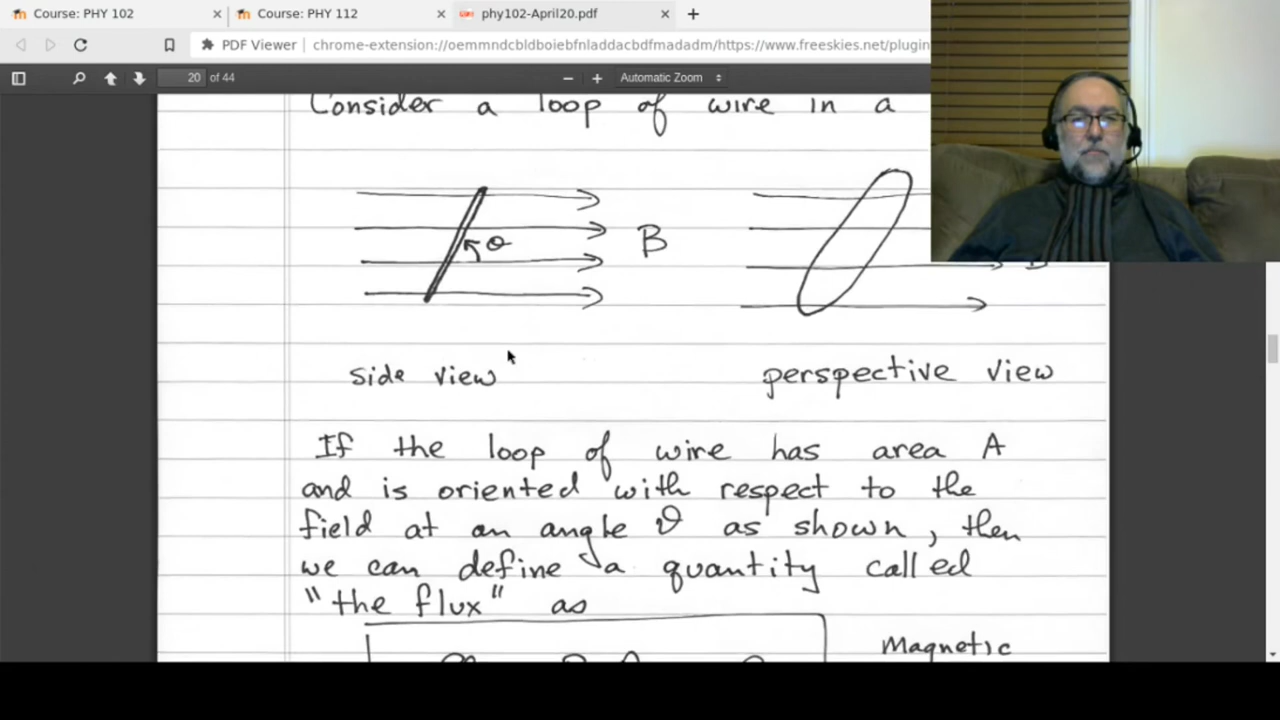 Course: PHY 102
Course: PHY 112
phy102-April20.pdf
PDF Viewer
chrome-extension://oemmndcbldboiebfnladdacbdfmadadm/https://www.freeskies.net/plugin
20 of 44
Automatic Zoom
Consider a loop of wire in a
θ
B
side view
perspective view
If the loop of wire has area A
and is oriented with respect to the
field at an angle ϑ as shown, then
we can define a quantity called
"the flux" as
Magnetic